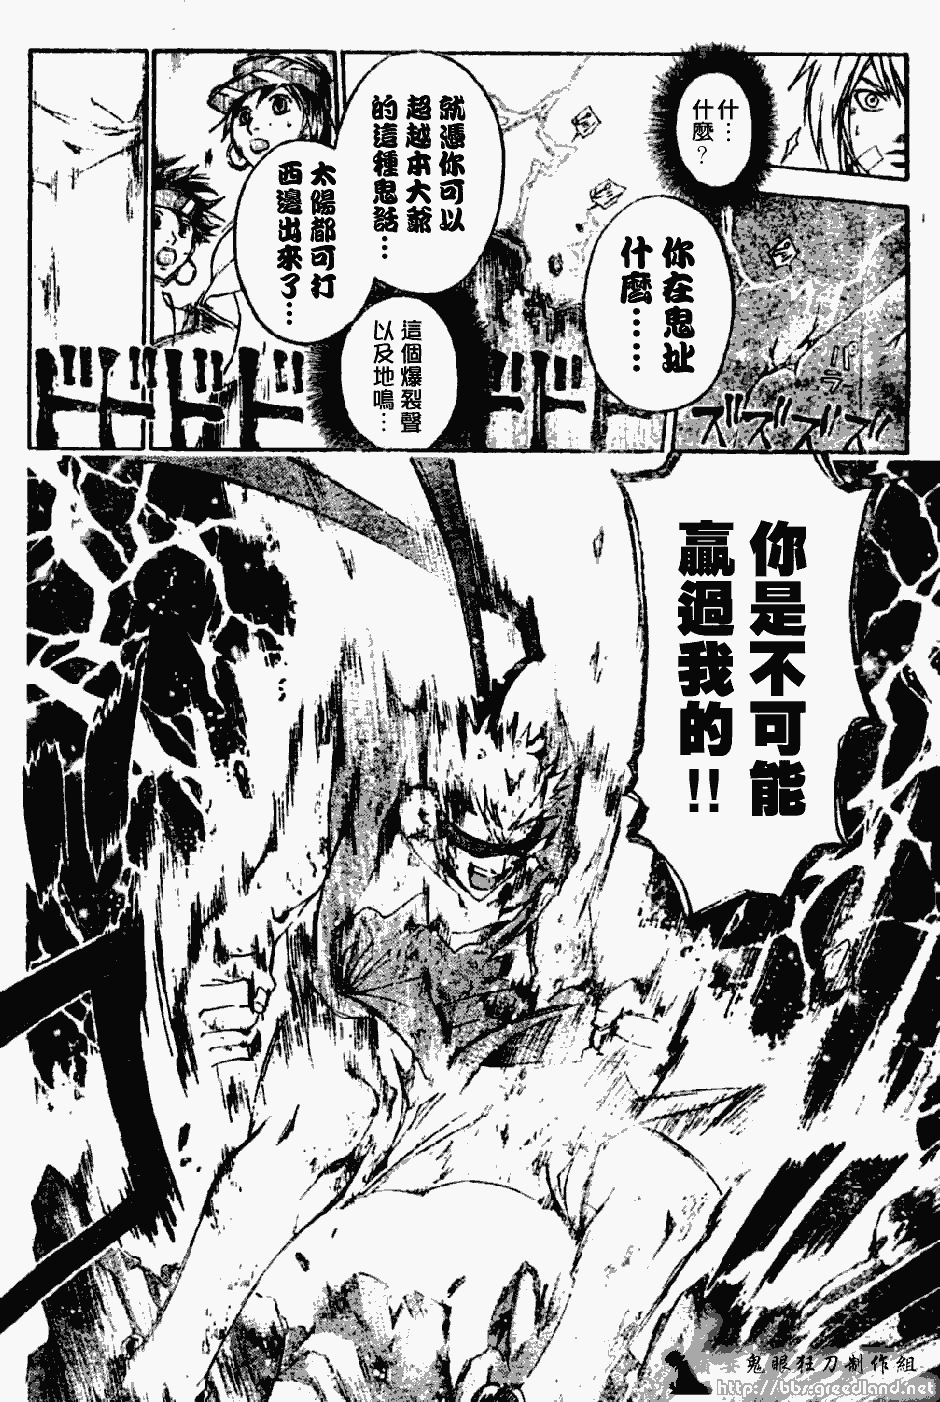 什…
什麼？
你在鬼扯
什麼……
就憑你可以
超越本大爺
的這種鬼話…
太陽都可打
西邊出來了…
這個爆裂聲
以及地鳴…
パラ
ズズズズ
ドドドド
你是不可能
贏過我的!!
鬼眼狂刀制作組
http://bbs.greedland.net